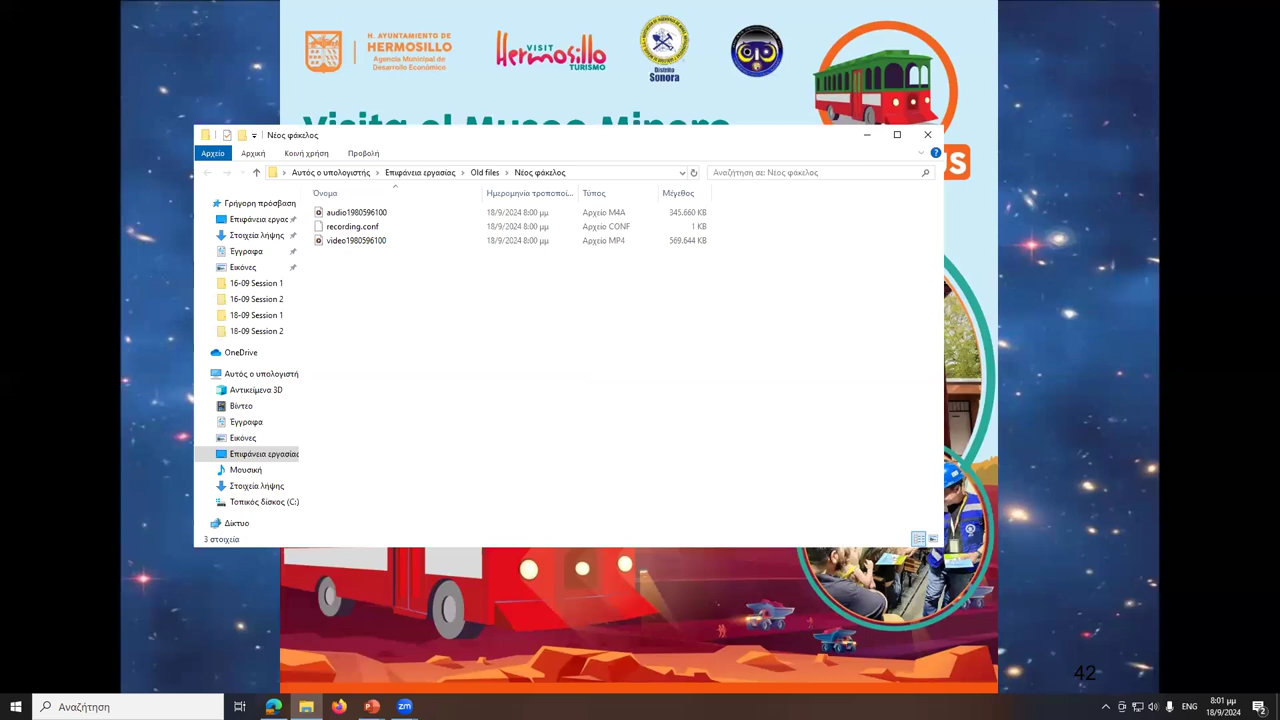 H. AYUNTAMIENTO DE
HERMOSILLO
Agencia Municipal de
Desarrollo Económico
VISIT
Hermosillo
TURISMO
Distrito
Sonora
Visita el Museo Minero
Νέος φάκελος
Αρχείο Αρχική Κοινή χρήση Προβολή
Αυτός ο υπολογιστής Επιφάνεια εργασίας Old files Νέος φάκελος
Αναζήτηση σε: Νέος φάκελος
Όνομα Ημερομηνία τροποποί... Τύπος Μέγεθος
audio1980596100 18/9/2024 8:00 μμ Αρχείο M4A 345.660 KB
recording.conf 18/9/2024 8:00 μμ Αρχείο CONF 1 KB
video1980596100 18/9/2024 8:00 μμ Αρχείο MP4 569.644 KB
Γρήγορη πρόσβαση
Επιφάνεια εργας
Στοιχεία λήψης
Έγγραφα
Εικόνες
16-09 Session 1
16-09 Session 2
18-09 Session 1
18-09 Session 2
OneDrive
Αυτός ο υπολογιστή
Αντικείμενα 3D
Βίντεο
Έγγραφα
Εικόνες
Επιφάνεια εργασίας
Μουσική
Στοιχεία λήψης
Τοπικός δίσκος (C:)
Δίκτυο
3 στοιχεία
42
Αναζήτηση
ENG
8:01 μμ
18/9/2024
2